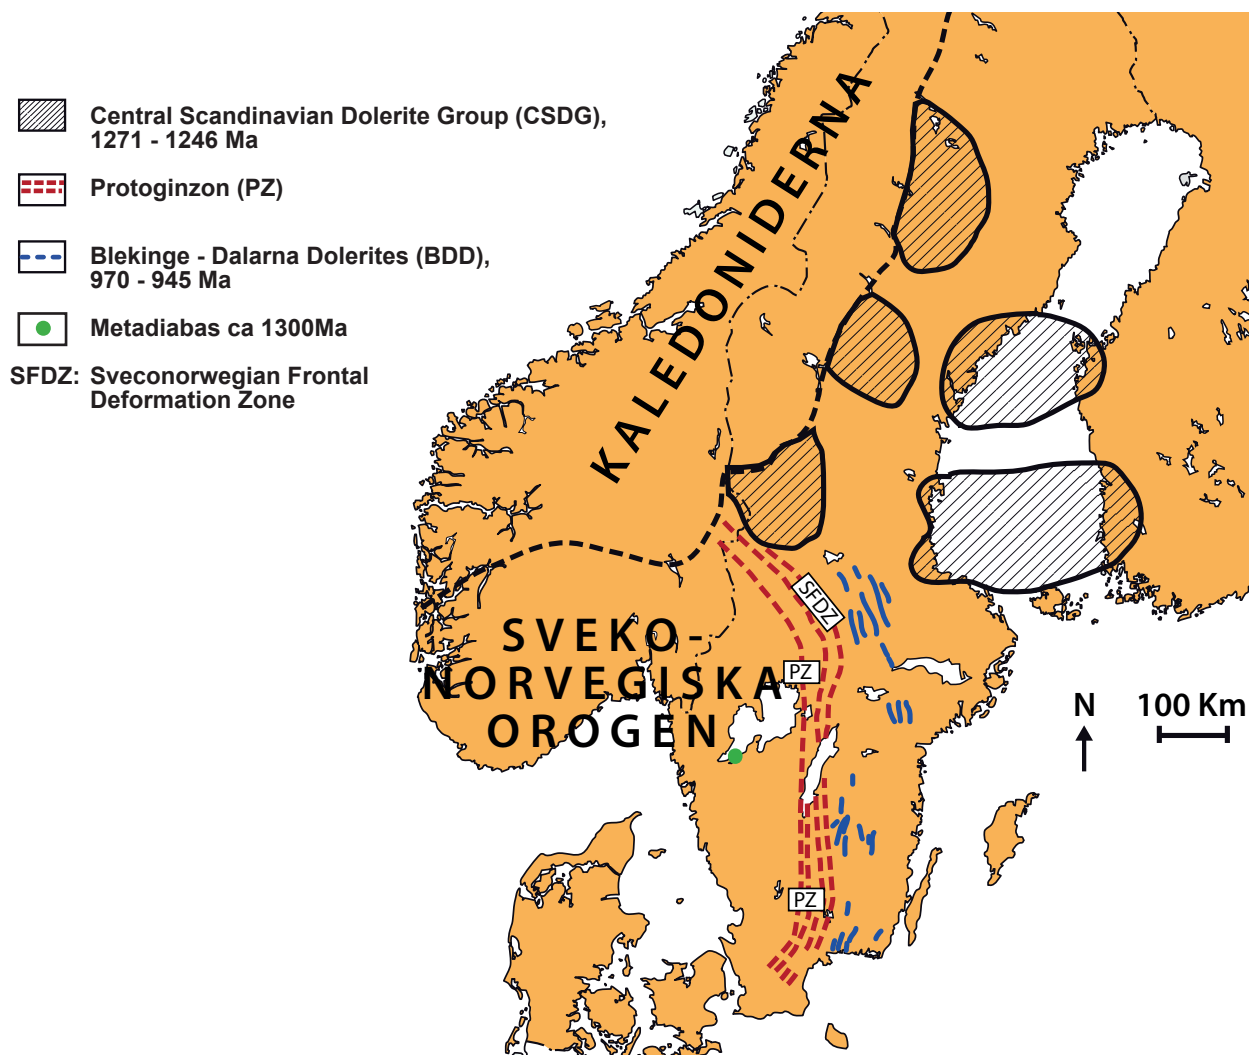 Central Scandinavian Dolerite Group (CSDG),
1271 - 1246 Ma
Protoginzon (PZ)
Blekinge - Dalarna Dolerites (BDD),
970 - 945 Ma
Metadiabas ca 1300Ma
SFDZ: Sveconorwegian Frontal
Deformation Zone
KALEDONIDERNA
SFDZ
SVEKO-
NORVEGISKA
OROGEN
PZ
N
100 Km
PZ